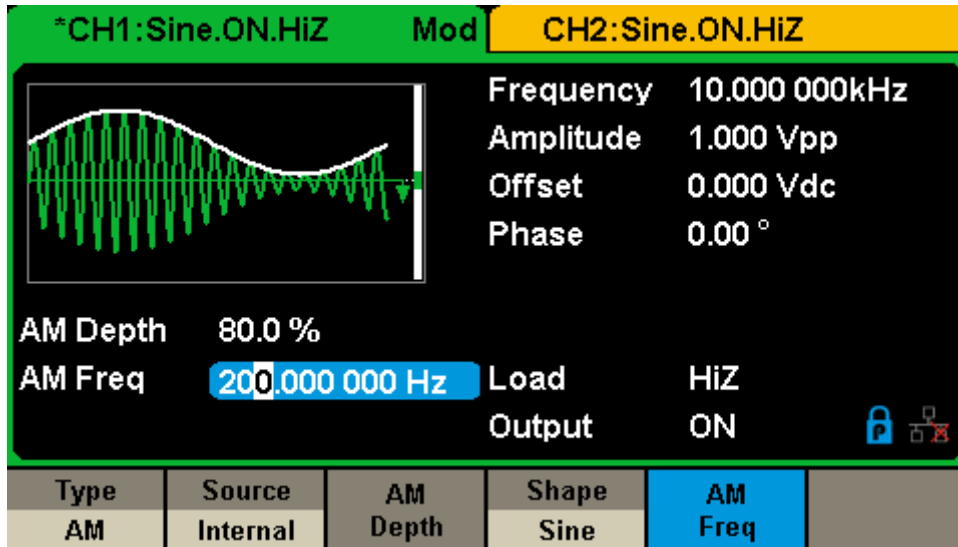 *CH1:Sine.ON.HiZ Mod CH2:Sine.ON.HiZ
Frequency 10.000 000kHz
Amplitude 1.000 Vpp
Offset 0.000 Vdc
Phase 0.00 °
AM Depth 80.0 %
AM Freq 200.000 000 Hz Load HiZ
Output ON P
Type Source AM Depth Shape AM Freq
AM Internal Sine